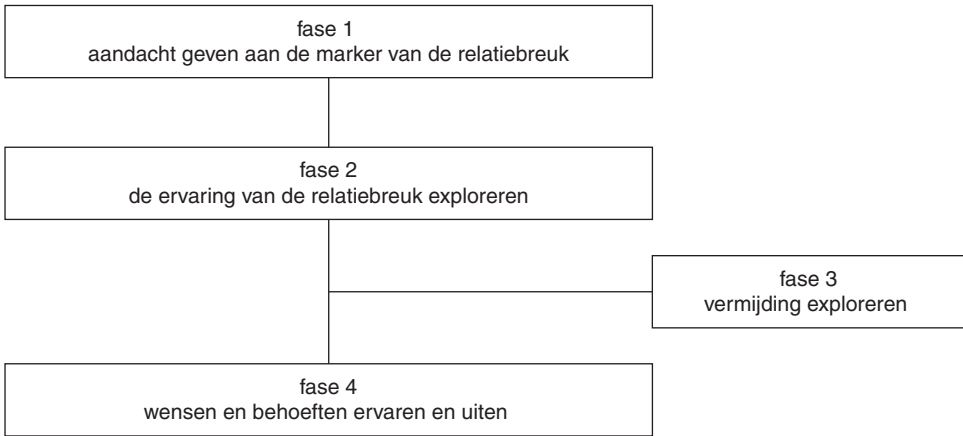 fase 1
aandacht geven aan de marker van de relatiebreuk
fase 2
de ervaring van de relatiebreuk exploreren
fase 3
vermijding exploreren
fase 4
wensen en behoeften ervaren en uiten